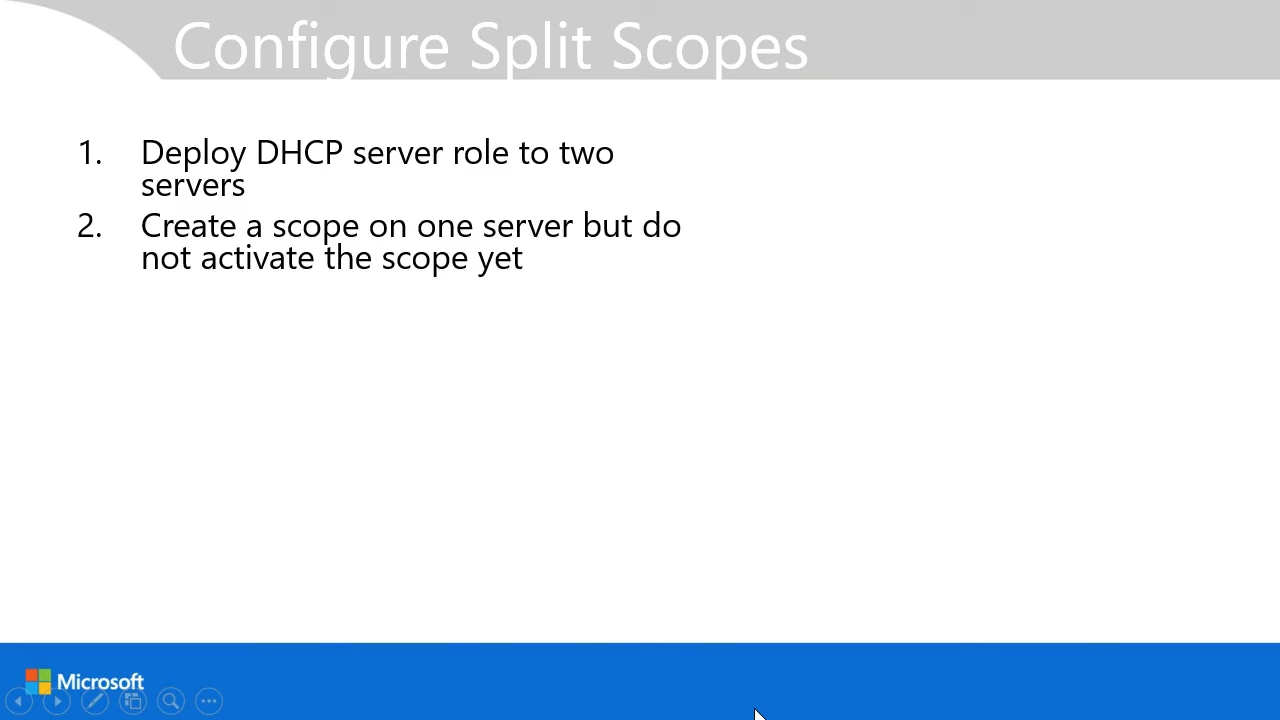 Configure Split Scopes
1. Deploy DHCP server role to two
servers
2. Create a scope on one server but do
not activate the scope yet
Microsoft